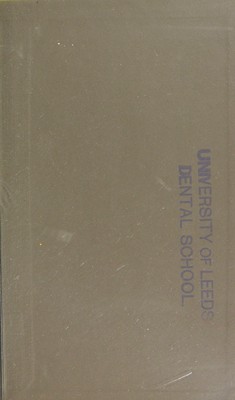 UNIVERSITY OF LEEDS
DENTAL SCHOOL